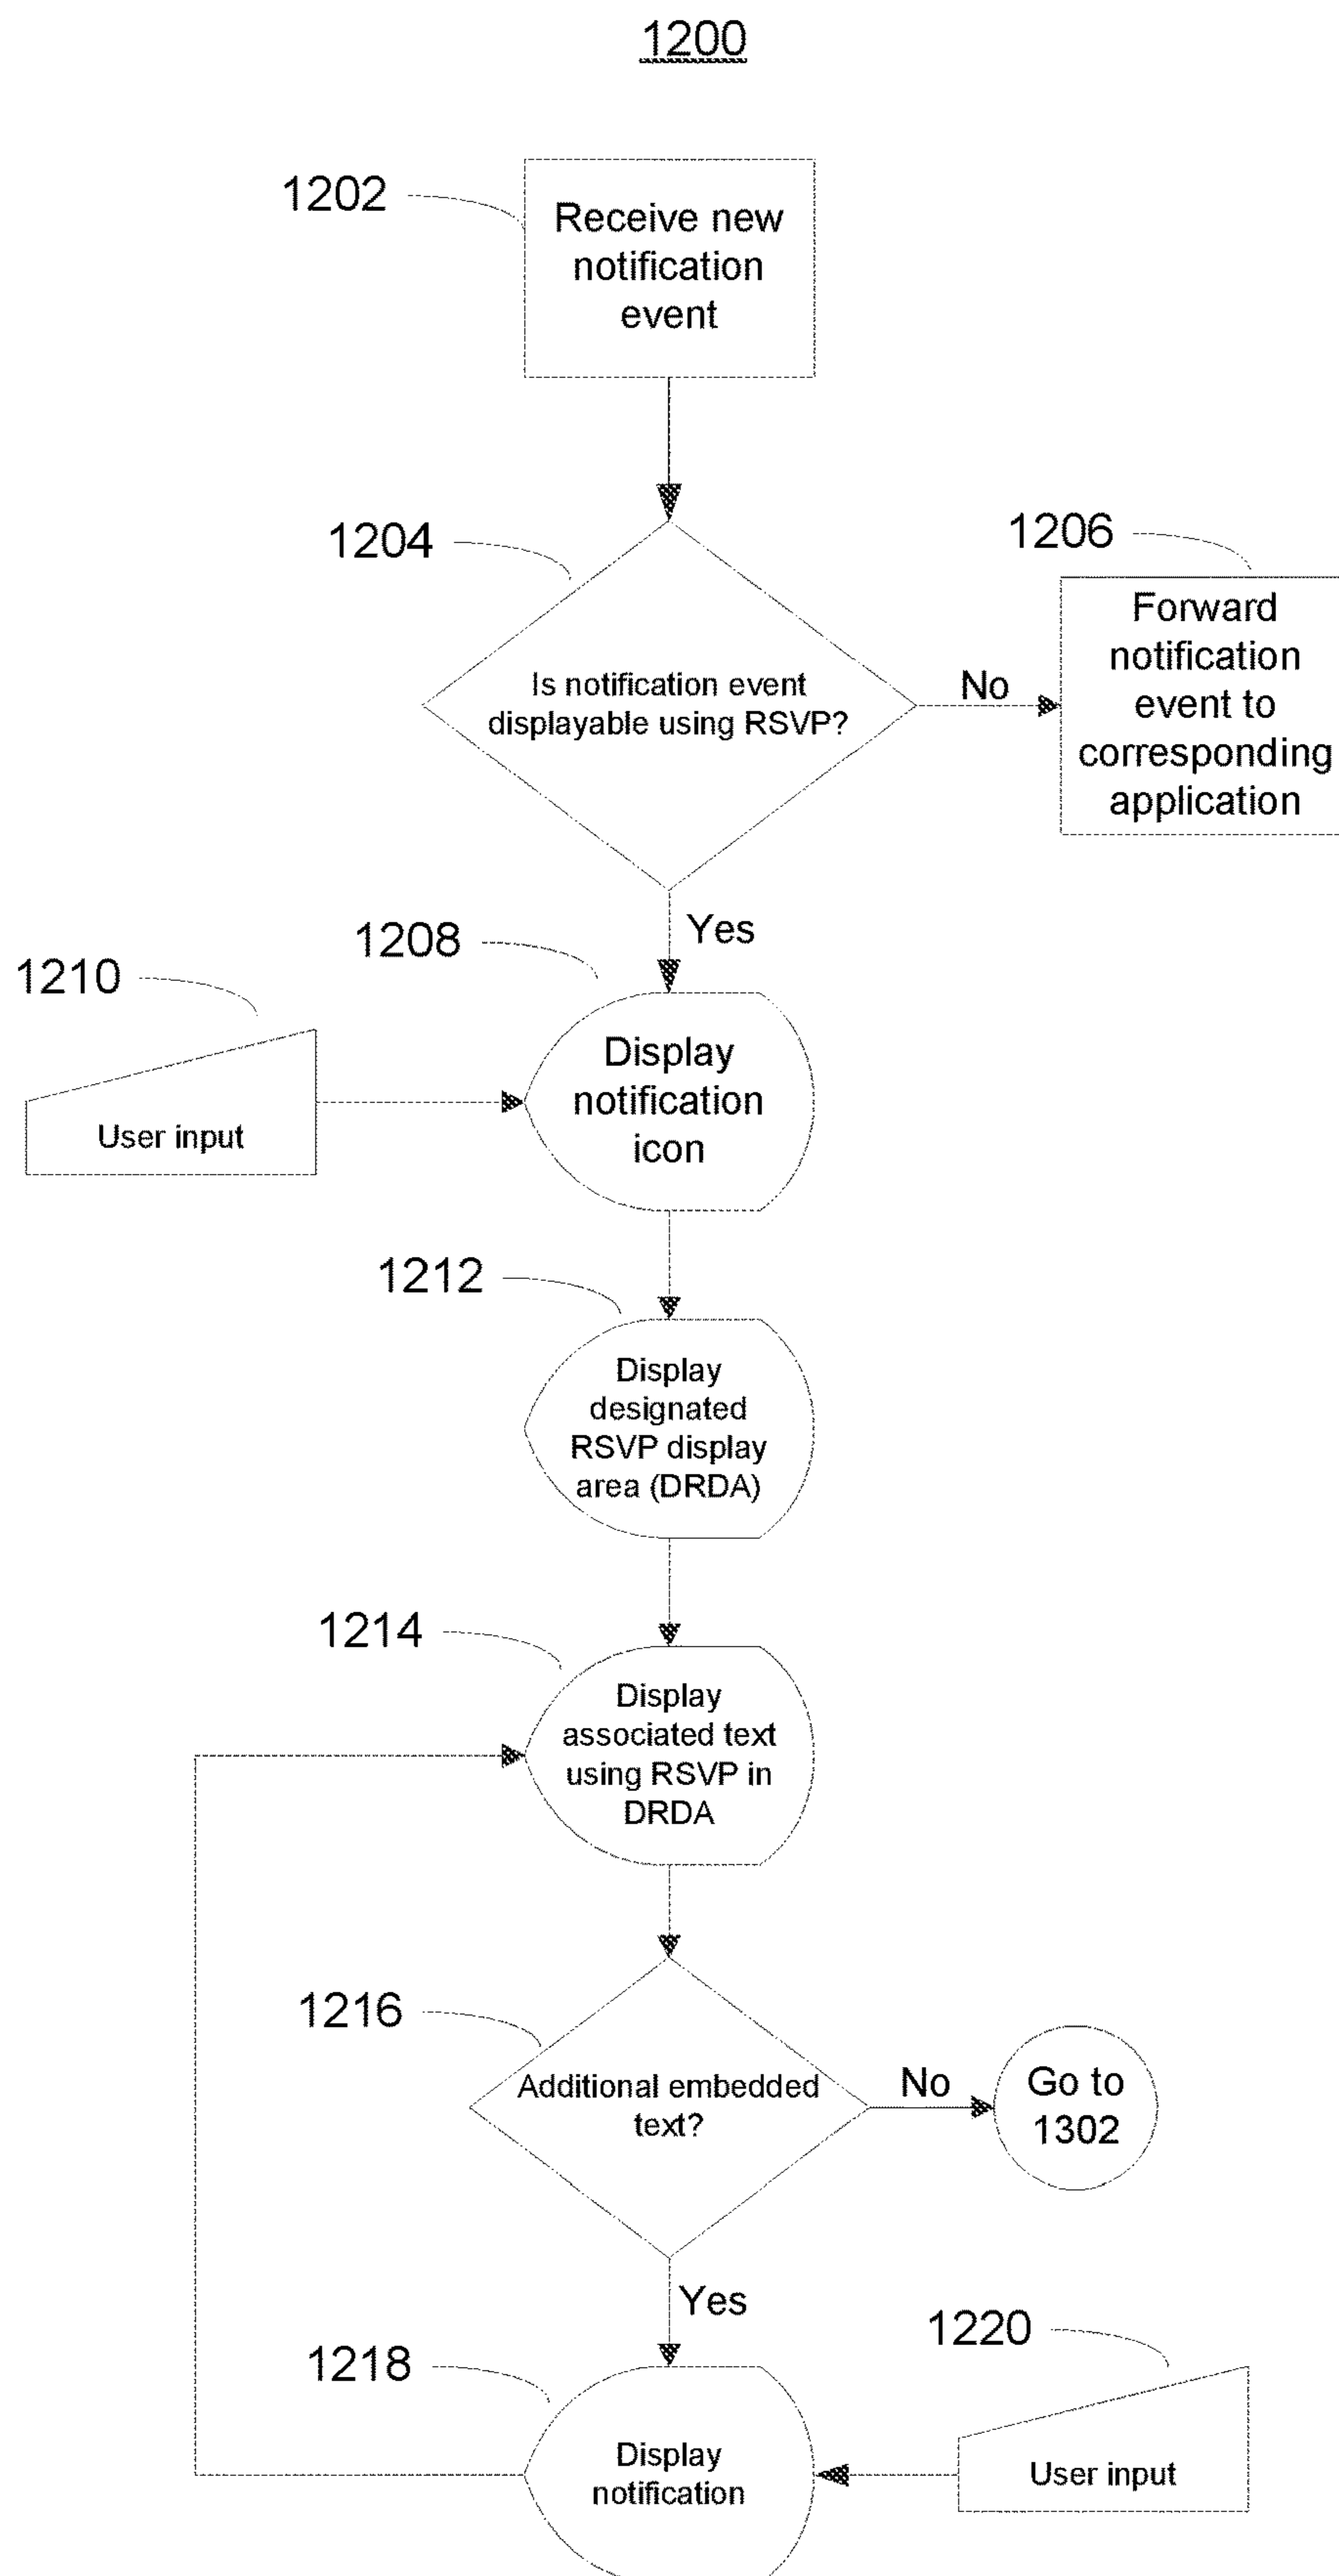 1200
1202
Receive new
notification
event
1204
Is notification event
displayable using RSVP?
No
1206
Forward
notification
event to
corresponding
application
Yes
1208
1210
User input
Display
notification
icon
1212
Display
designated
RSVP display
area (DRDA)
1214
Display
associated text
using RSVP in
DRDA
1216
Additional embedded
text?
No
Go to
1302
Yes
1218
1220
Display
notification
User input